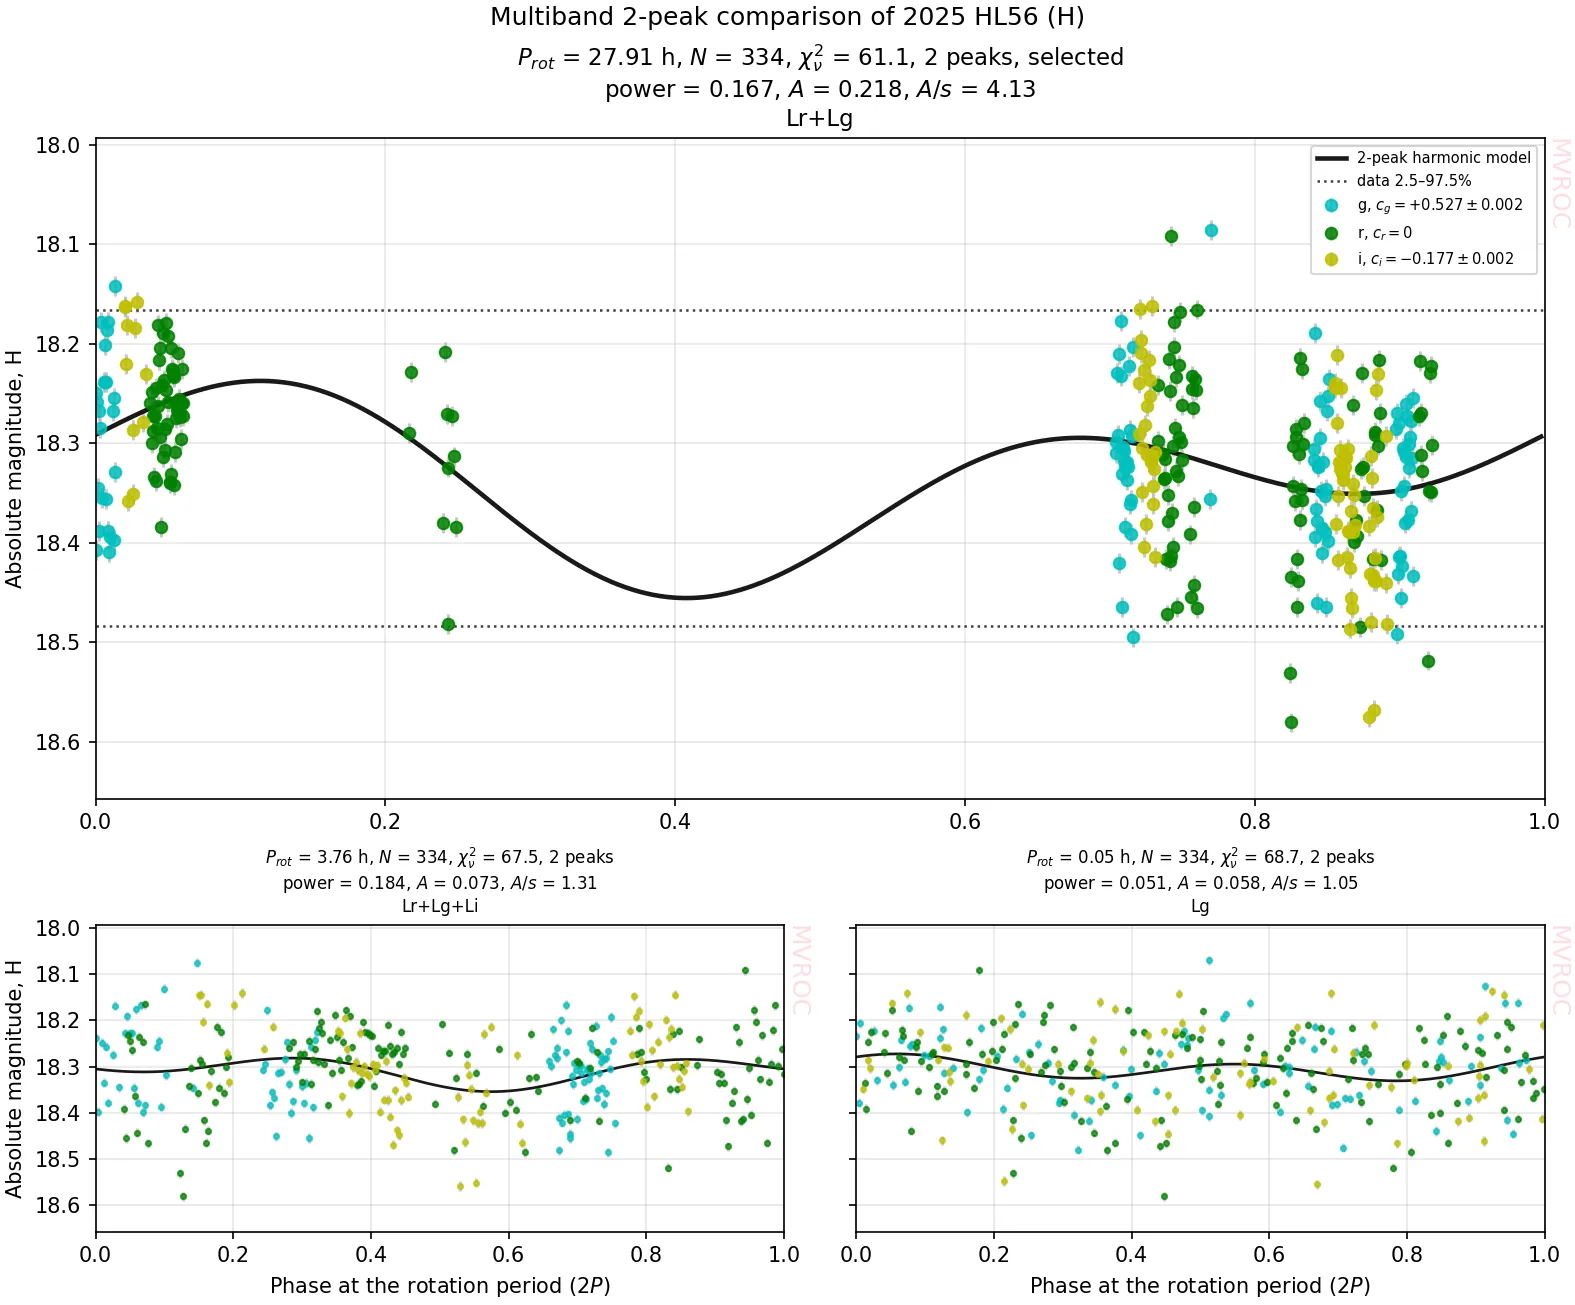 Multiband 2-peak comparison of 2025 HL56 (H)
P_rot = 27.91 h, N = 334, χ²_ν = 61.1, 2 peaks, selected
power = 0.167, A = 0.218, A/s = 4.13
Lr+Lg
18.0
18.1
18.2
18.3
18.4
18.5
18.6
Absolute magnitude, H
2-peak harmonic model
data 2.5–97.5%
g, c_g = +0.527 ± 0.002
r, c_r = 0
i, c_i = −0.177 ± 0.002
MVROC
0.0 0.2 0.4 0.6 0.8 1.0
P_rot = 3.76 h, N = 334, χ²_ν = 67.5, 2 peaks
power = 0.184, A = 0.073, A/s = 1.31
Lr+Lg+Li
18.0
18.1
18.2
18.3
18.4
18.5
18.6
Absolute magnitude, H
MVROC
0.0 0.2 0.4 0.6 0.8 1.0
Phase at the rotation period (2P)
P_rot = 0.05 h, N = 334, χ²_ν = 68.7, 2 peaks
power = 0.051, A = 0.058, A/s = 1.05
Lg
MVROC
0.0 0.2 0.4 0.6 0.8 1.0
Phase at the rotation period (2P)